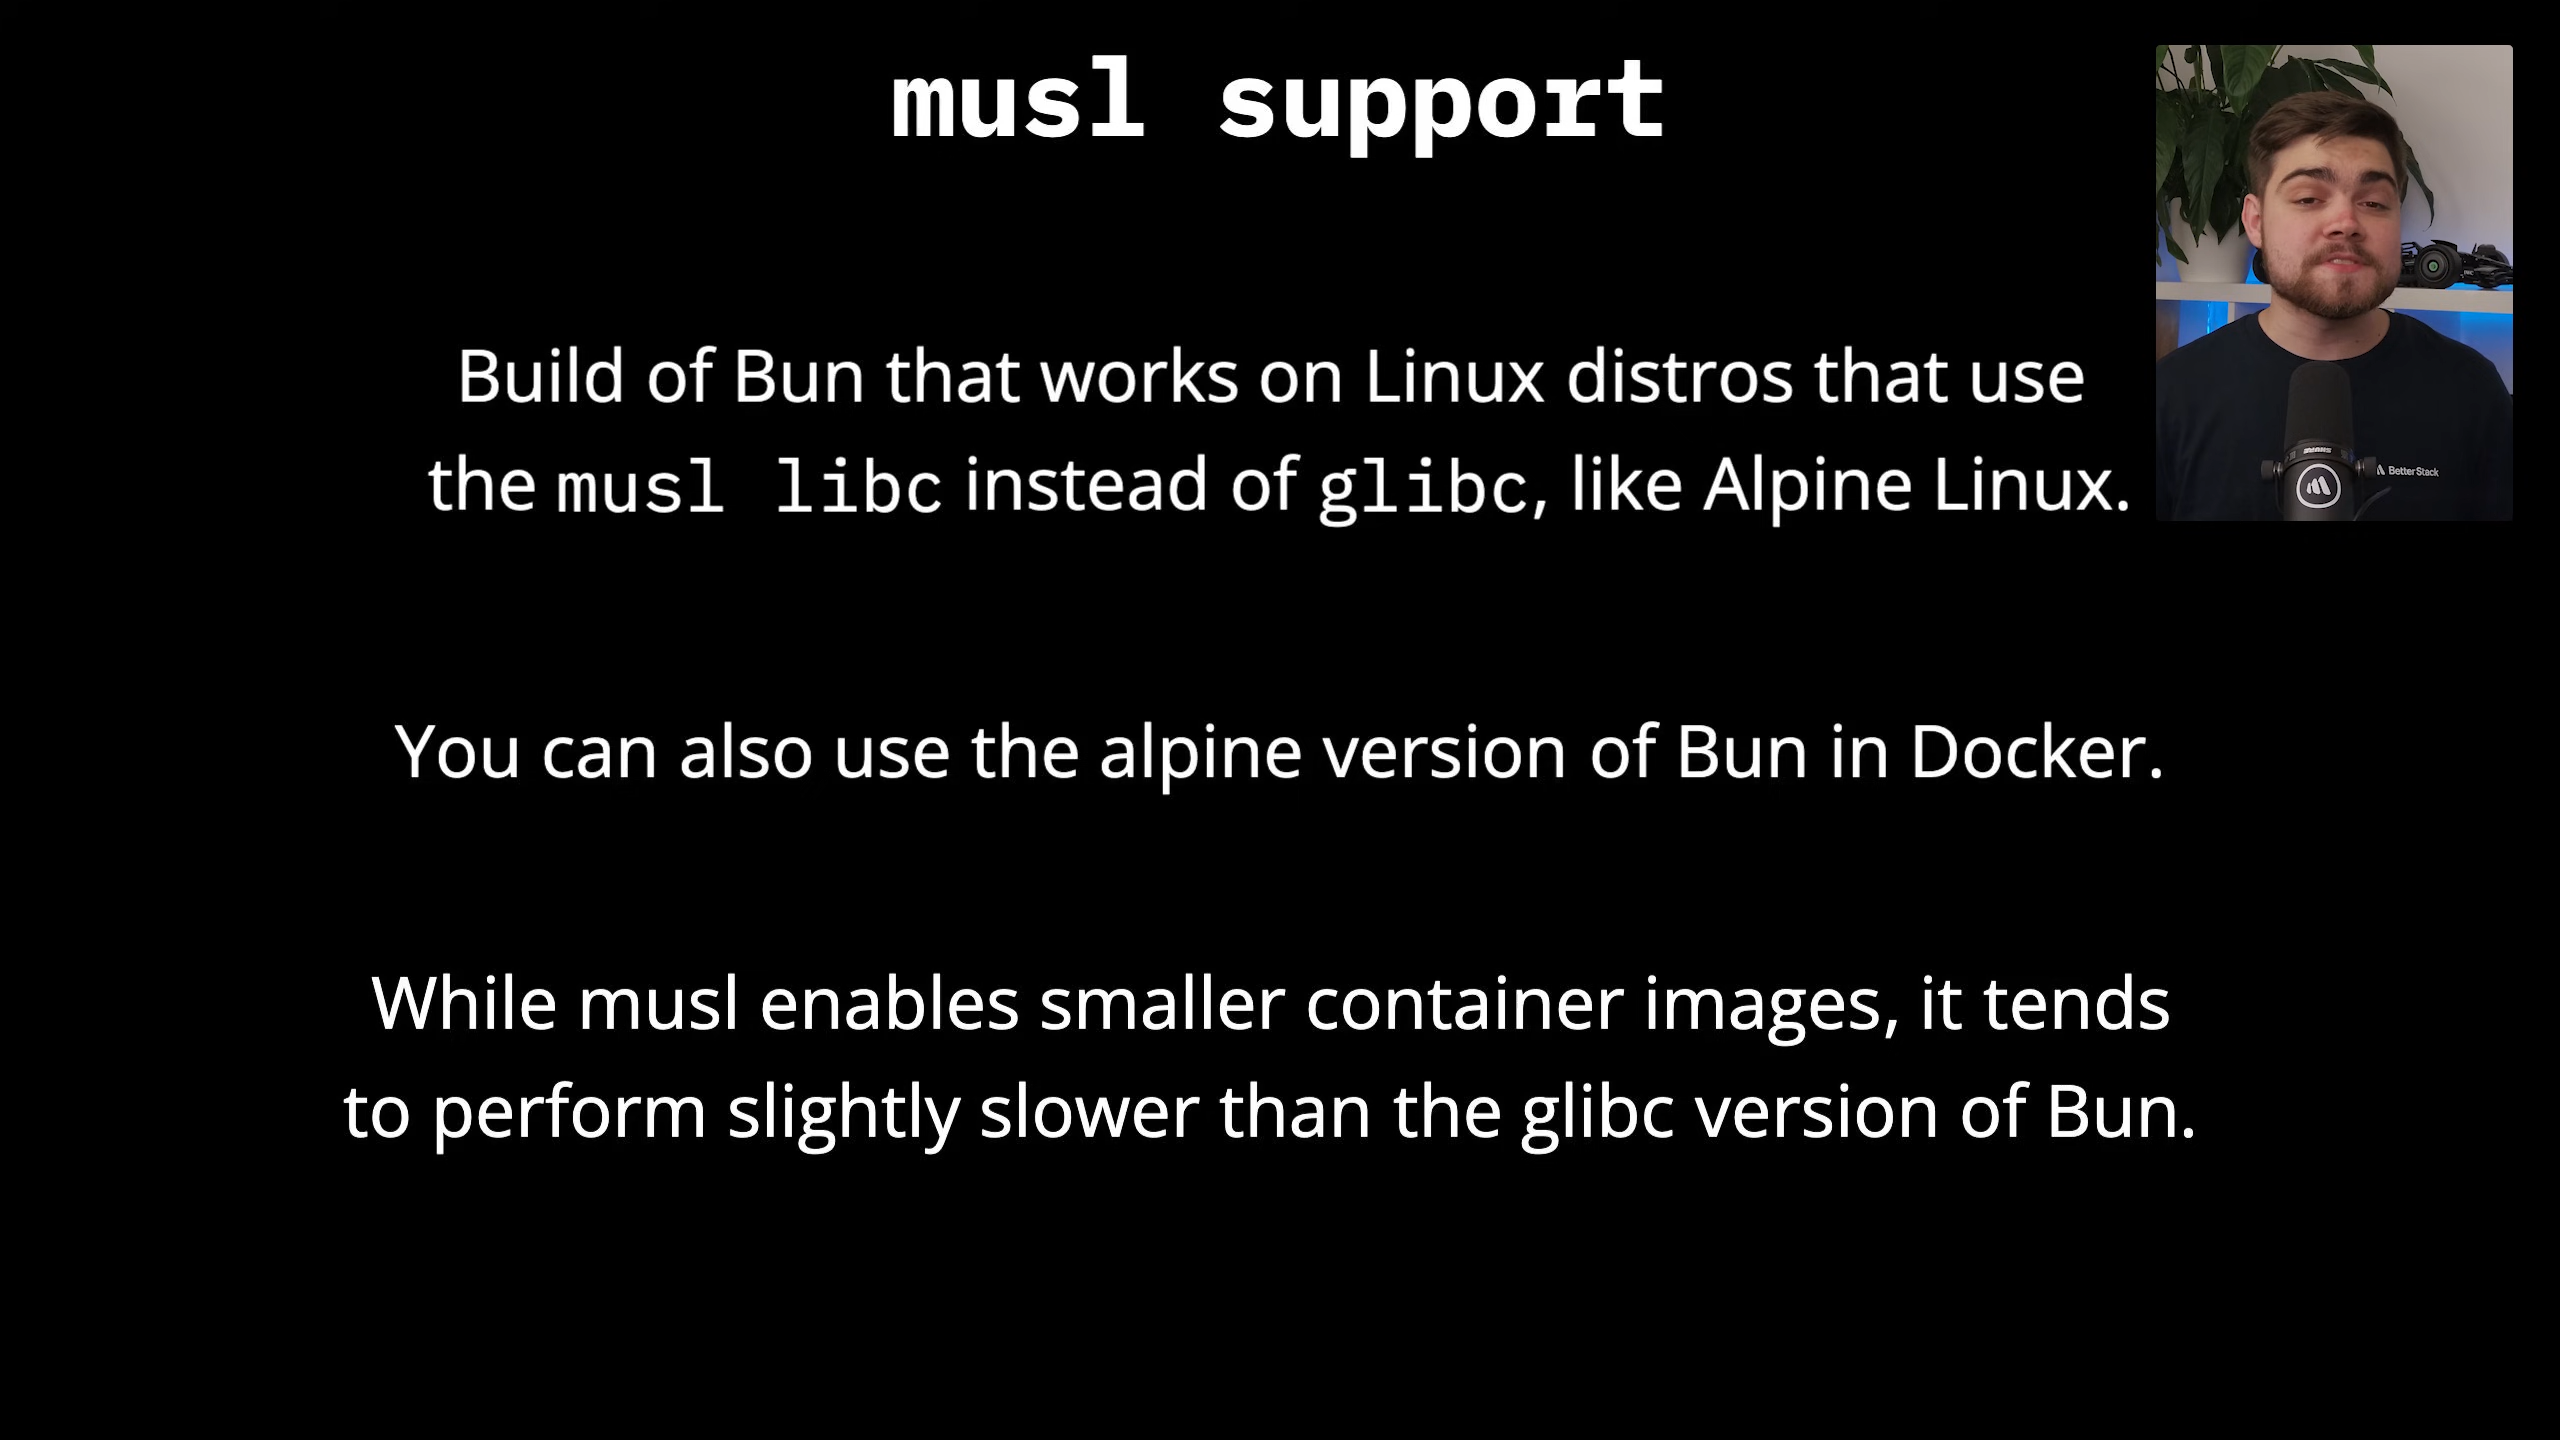 musl support
Build of Bun that works on Linux distros that use
the musl libc instead of glibc, like Alpine Linux.
You can also use the alpine version of Bun in Docker.
While musl enables smaller container images, it tends
to perform slightly slower than the glibc version of Bun.
Better Stack